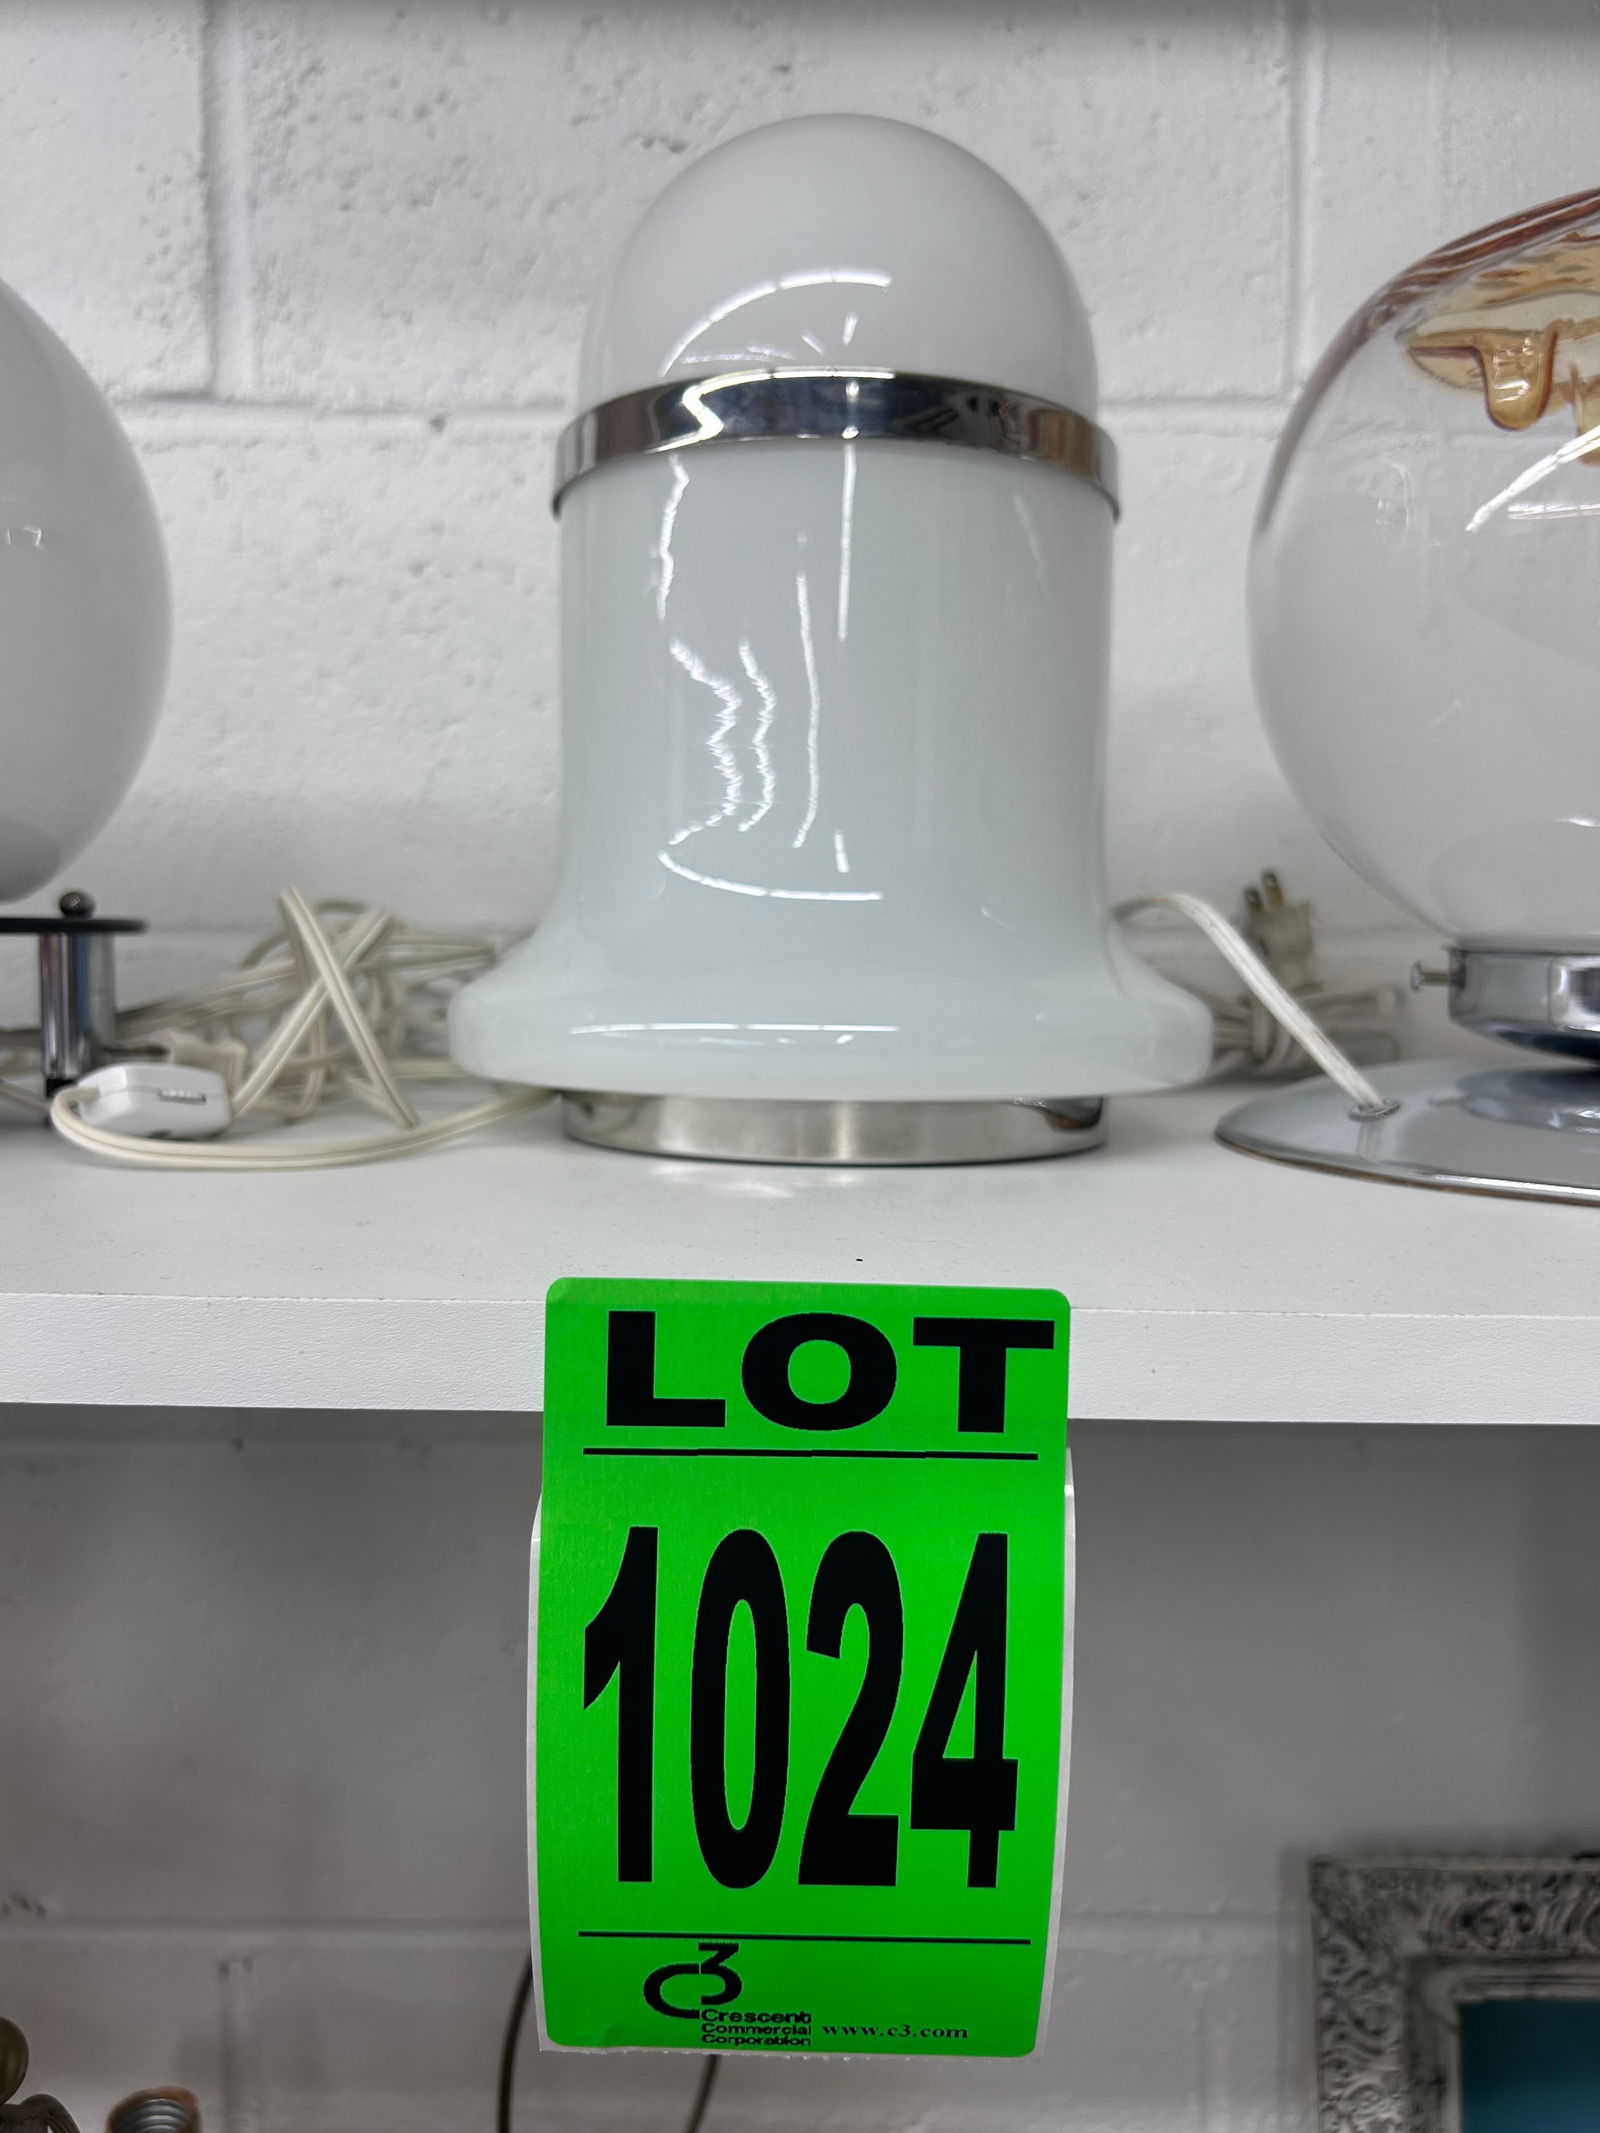 LOT
1024
C3
Crescent
Commercial
Corporation www.c3.com